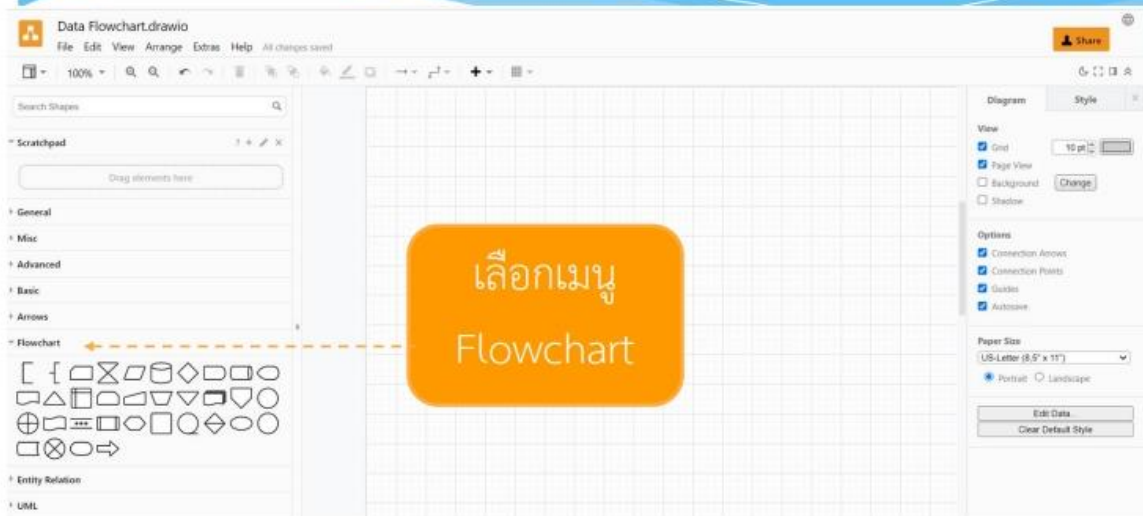 Data Flowchart.drawio
File Edit View Arrange Extras Help All changes saved
Share
100%
Search Shapes
Diagram Style
Scratchpad
View
Grid 10 pt
Page View
Drag elements here
Background Change
Shadow
General
Misc
Options
Advanced
Connection Arrows
Connection Points
Basic
Guides
Autosave
Arrows
เลือกเมนู
Flowchart
Flowchart
Paper Size
US-Letter (8,5" x 11")
Portrait Landscape
Edit Data...
Clear Default Style
Entity Relation
UML